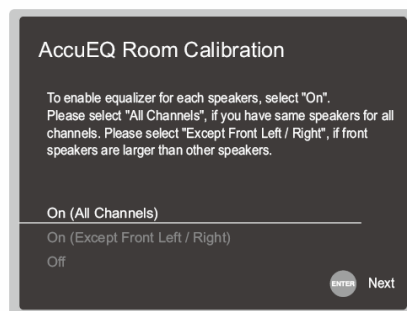 AccuEQ Room Calibration
To enable equalizer for each speakers, select "On".
Please select "All Channels", if you have same speakers for all
channels. Please select "Except Front Left / Right", if front
speakers are larger than other speakers.
On (All Channels)
On (Except Front Left / Right)
Off
ENTER Next